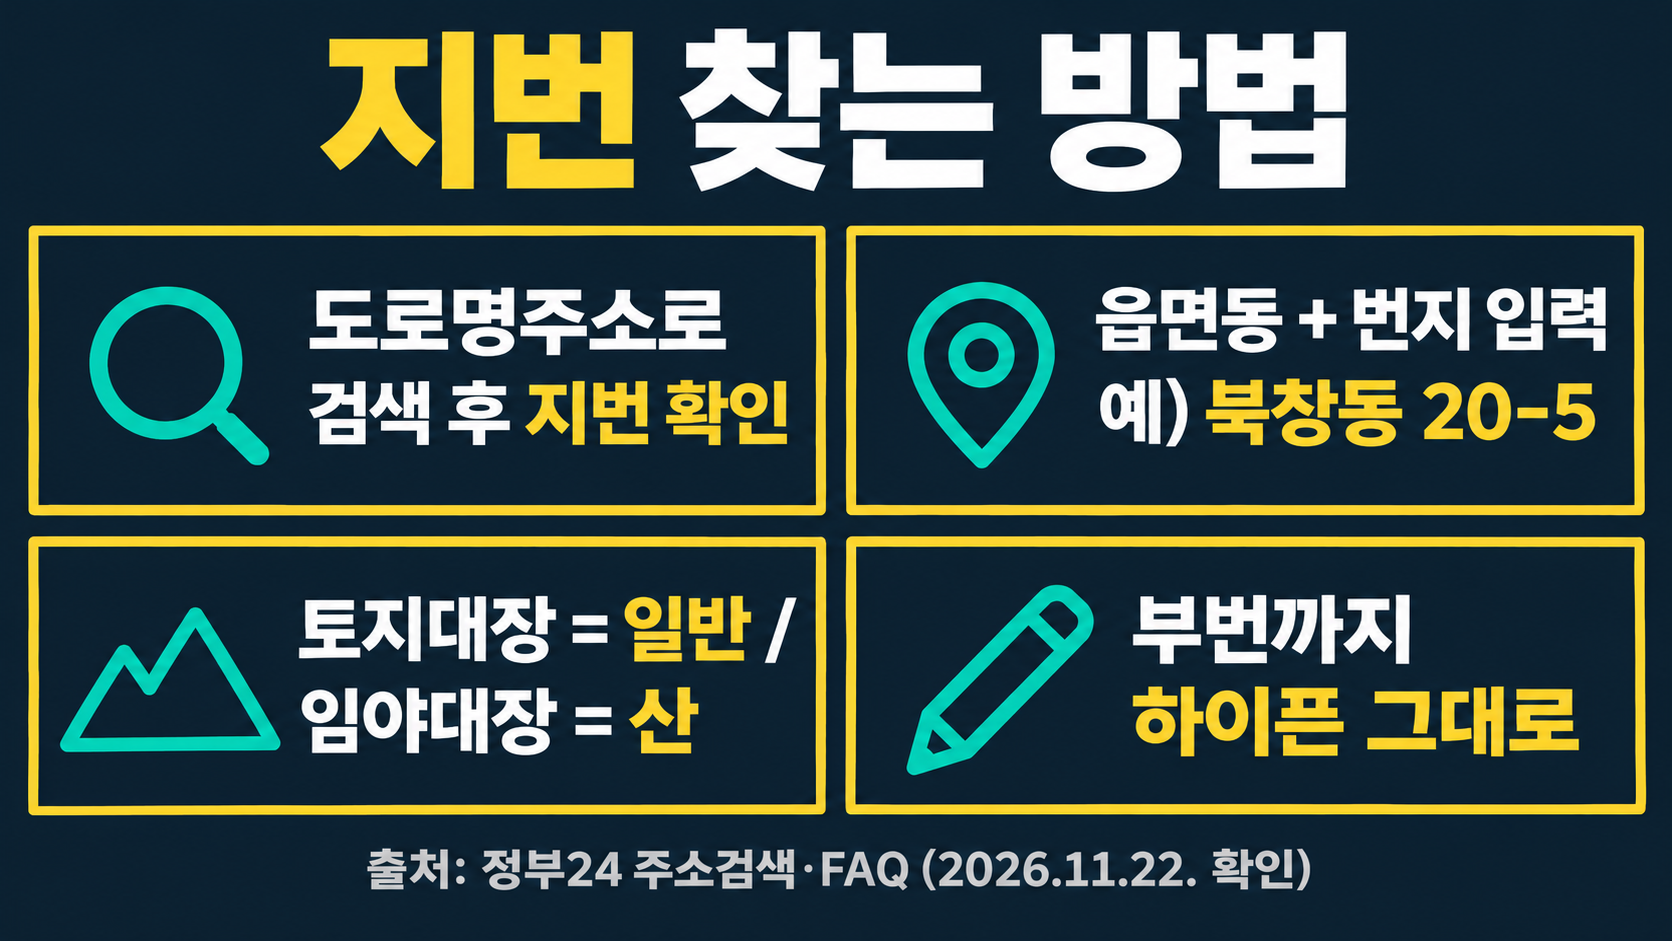 지번 찾는 방법
도로명주소로
검색 후 지번 확인
읍면동 + 번지 입력
예) 북창동 20-5
토지대장 = 일반 /
임야대장 = 산
부번까지
하이픈 그대로
출처: 정부24 주소검색·FAQ (2026.11.22. 확인)